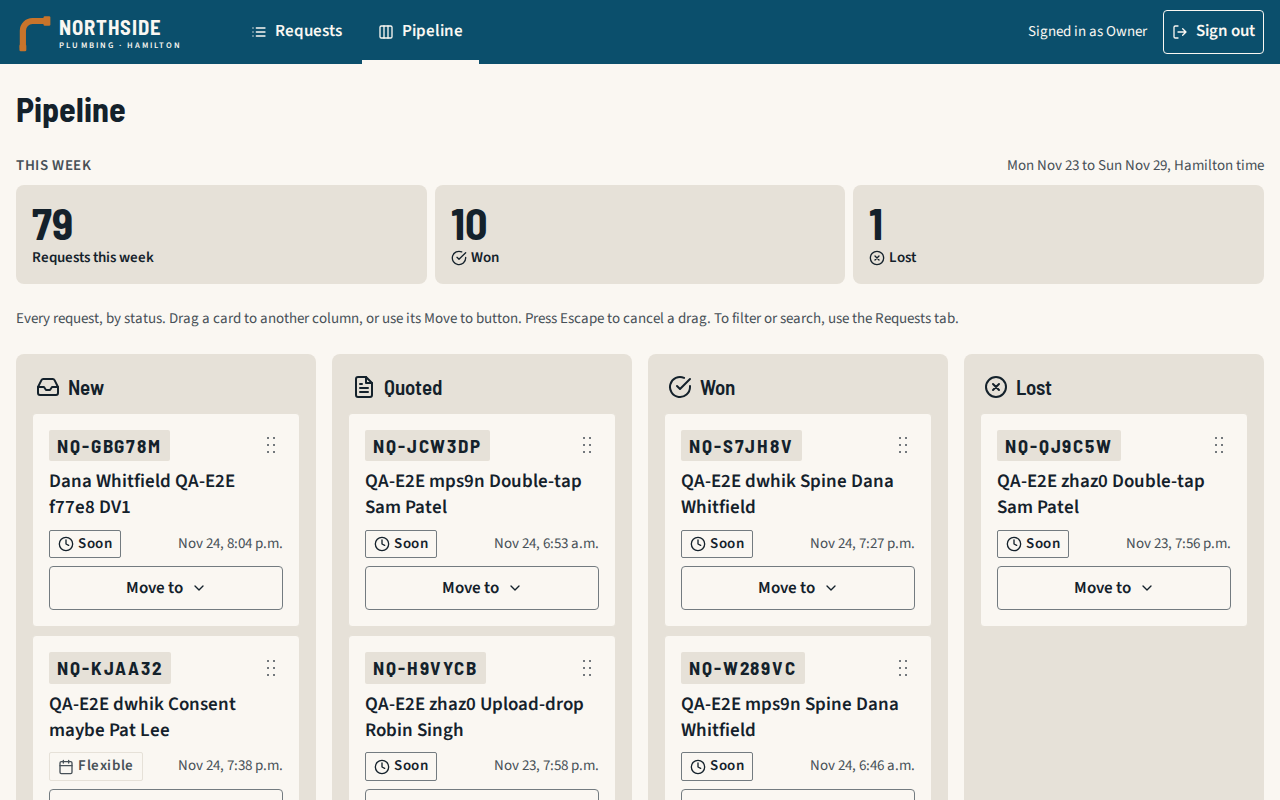 NORTHSIDE
PLUMBING · HAMILTON
Requests
Pipeline
Signed in as Owner
Sign out
Pipeline
THIS WEEK
Mon Nov 23 to Sun Nov 29, Hamilton time
79
Requests this week
10
Won
1
Lost
Every request, by status. Drag a card to another column, or use its Move to button. Press Escape to cancel a drag. To filter or search, use the Requests tab.
New
NQ-GBG78M
Dana Whitfield QA-E2E
f77e8 DV1
Soon
Nov 24, 8:04 p.m.
Move to
NQ-KJAA32
QA-E2E dwhik Consent
maybe Pat Lee
Flexible
Nov 24, 7:38 p.m.
Quoted
NQ-JCW3DP
QA-E2E mps9n Double-tap
Sam Patel
Soon
Nov 24, 6:53 a.m.
Move to
NQ-H9VYCB
QA-E2E zhaz0 Upload-drop
Robin Singh
Soon
Nov 23, 7:58 p.m.
Won
NQ-S7JH8V
QA-E2E dwhik Spine Dana
Whitfield
Soon
Nov 24, 7:27 p.m.
Move to
NQ-W289VC
QA-E2E mps9n Spine Dana
Whitfield
Soon
Nov 24, 6:46 a.m.
Lost
NQ-QJ9C5W
QA-E2E zhaz0 Double-tap
Sam Patel
Soon
Nov 23, 7:56 p.m.
Move to